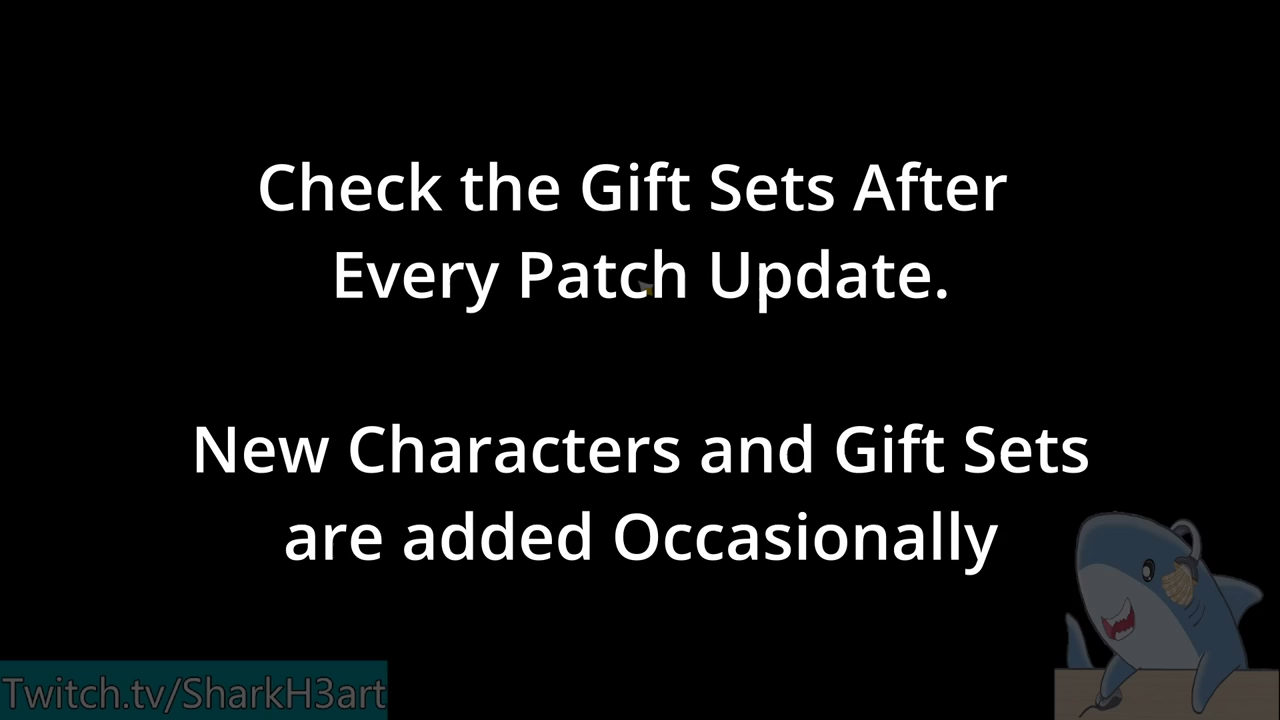 Check the Gift Sets After
Every Patch Update.
New Characters and Gift Sets
are added Occasionally
Twitch.tv/SharkH3art